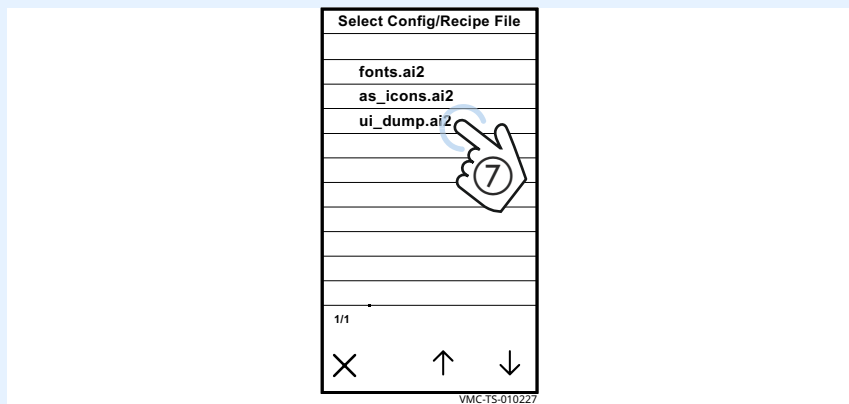 Select Config/Recipe File
fonts.ai2
as_icons.ai2
ui_dump.ai2
7
1/1
VMC-TS-010227